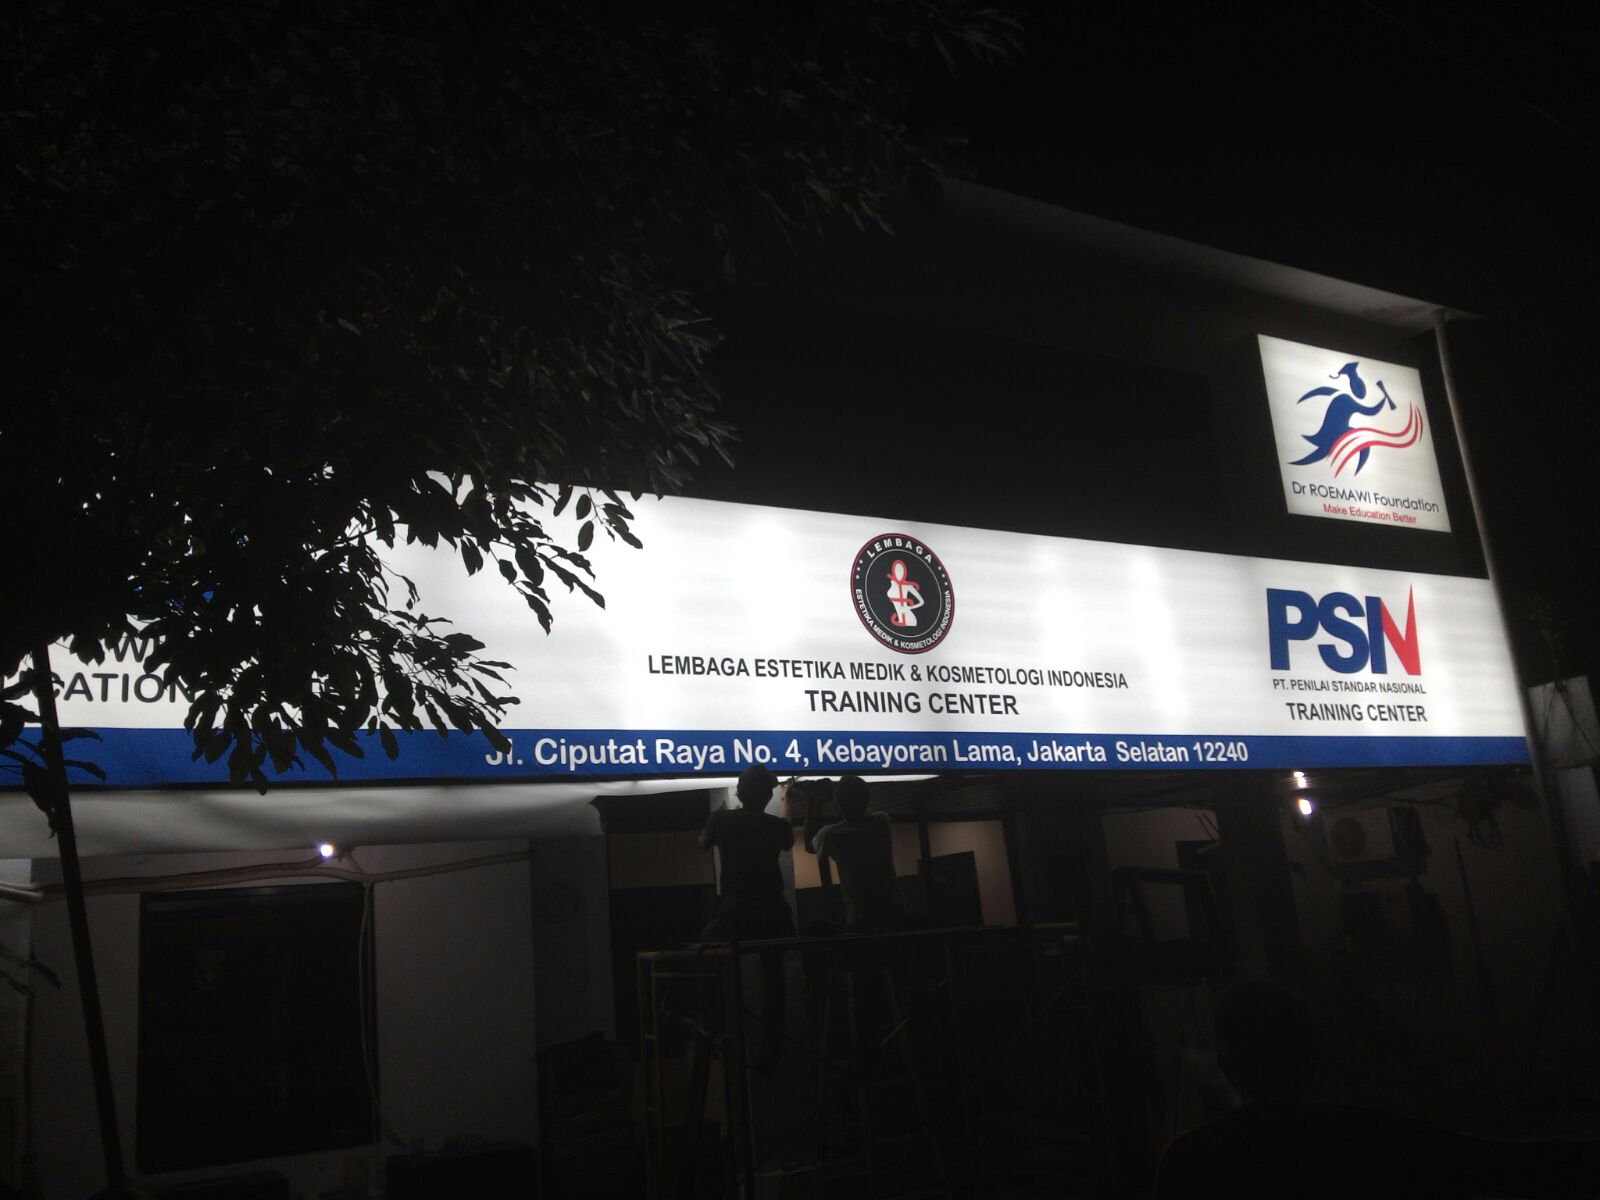 Dr ROEMAWI Foundation
Make Education Better
LEMBAGA
ESTETIKA MEDIK & KOSMETOLOGI INDONESIA
LEMBAGA ESTETIKA MEDIK & KOSMETOLOGI INDONESIA
TRAINING CENTER
PSN
PT. PENILAI STANDAR NASIONAL
TRAINING CENTER
Jl. Ciputat Raya No. 4, Kebayoran Lama, Jakarta Selatan 12240